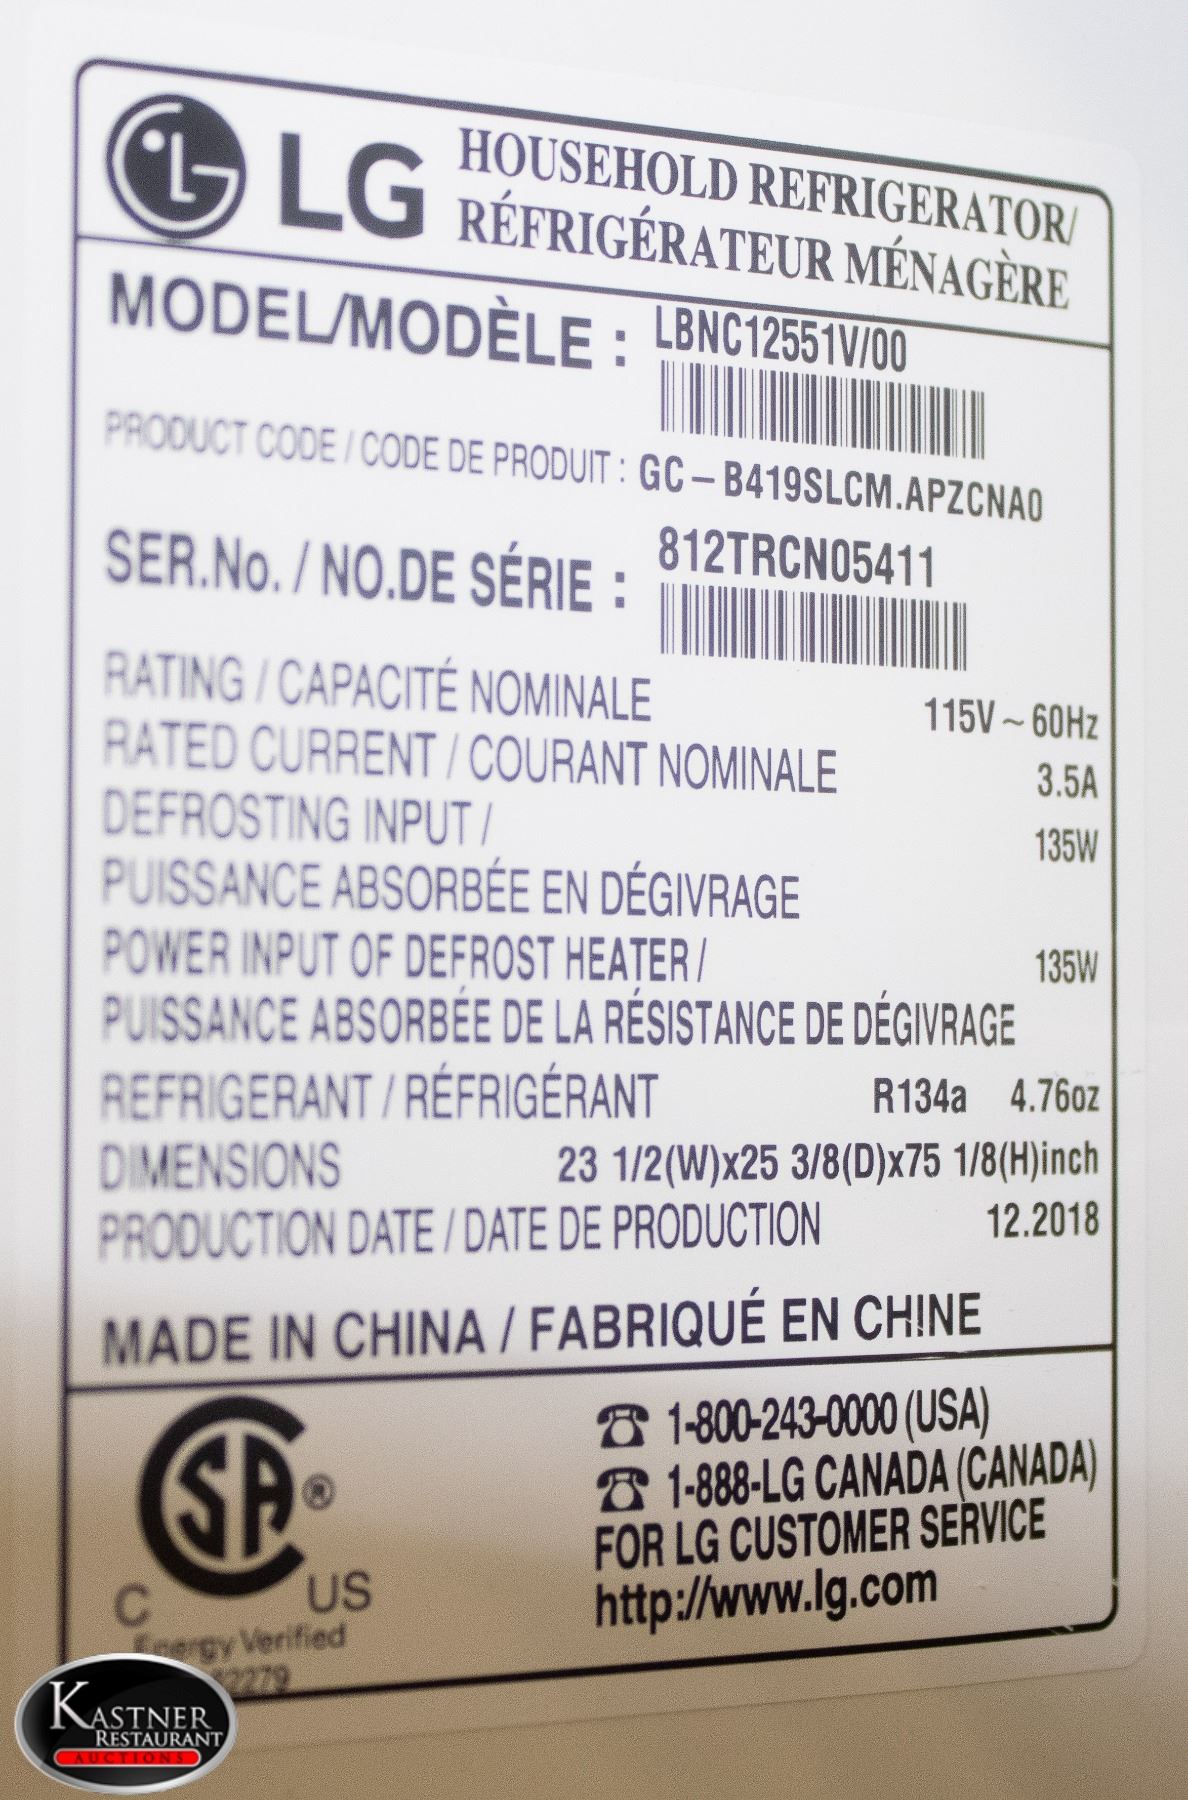 LG HOUSEHOLD REFRIGERATOR/
RÉFRIGÉRATEUR MÉNAGÈRE
MODEL/MODÈLE : LBNC12551V/00
PRODUCT CODE / CODE DE PRODUIT : GC-B419SLCM.APZCNA0
SER.No. / NO.DE SÉRIE : 812TRCN05411
RATING / CAPACITÉ NOMINALE 115V ~ 60Hz
RATED CURRENT / COURANT NOMINALE 3.5A
DEFROSTING INPUT / 135W
PUISSANCE ABSORBÉE EN DÉGIVRAGE
POWER INPUT OF DEFROST HEATER / 135W
PUISSANCE ABSORBÉE DE LA RÉSISTANCE DE DÉGIVRAGE
REFRIGERANT / RÉFRIGÉRANT R134a 4.76oz
DIMENSIONS 23 1/2(W)x25 3/8(D)x75 1/8(H)inch
PRODUCTION DATE / DATE DE PRODUCTION 12.2018
MADE IN CHINA / FABRIQUÉ EN CHINE
SA ®
C US
Energy Verified
☎ 1-800-243-0000 (USA)
☎ 1-888-LG CANADA (CANADA)
FOR LG CUSTOMER SERVICE
http://www.lg.com
KASTNER
RESTAURANT
AUCTIONS